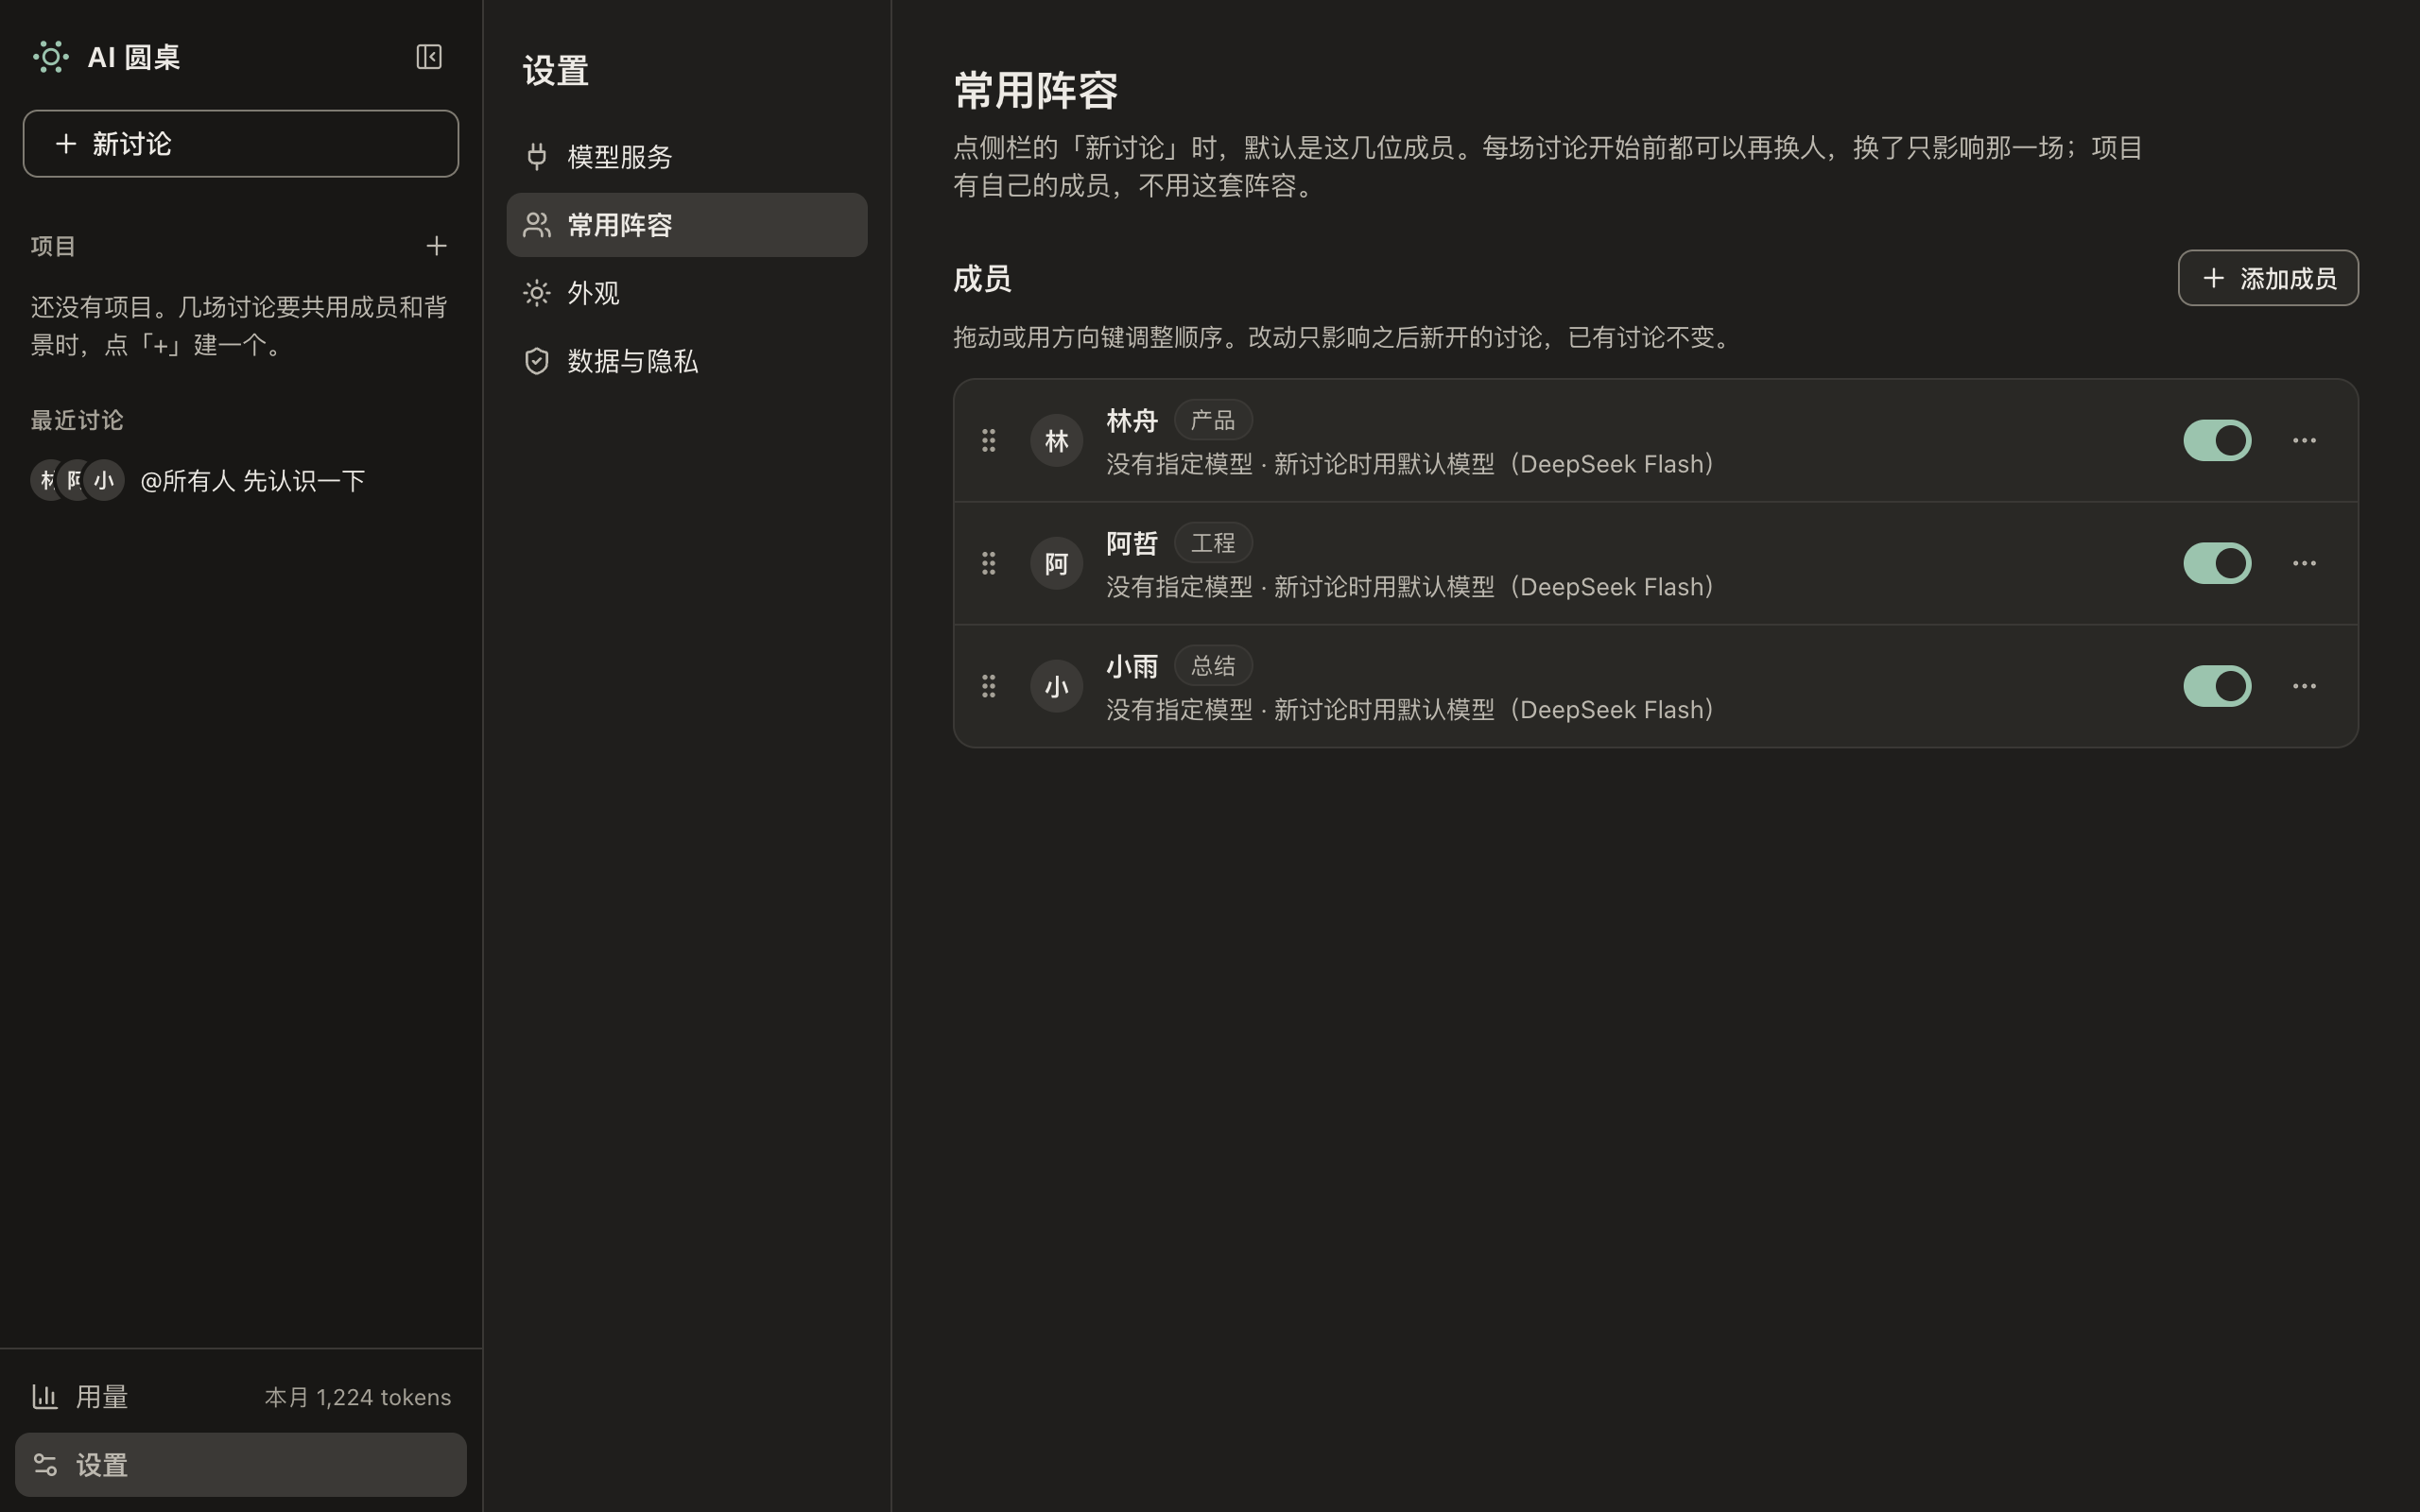 AI 圆桌
新讨论
项目
还没有项目。几场讨论要共用成员和背
景时，点「+」建一个。
最近讨论
林 阿 小 @所有人 先认识一下
用量 本月 1,224 tokens
设置
设置
模型服务
常用阵容
外观
数据与隐私
常用阵容
点侧栏的「新讨论」时，默认是这几位成员。每场讨论开始前都可以再换人，换了只影响那一场；项目
有自己的成员，不用这套阵容。
成员
添加成员
拖动或用方向键调整顺序。改动只影响之后新开的讨论，已有讨论不变。
林 林舟 产品
没有指定模型 · 新讨论时用默认模型（DeepSeek Flash）
阿 阿哲 工程
没有指定模型 · 新讨论时用默认模型（DeepSeek Flash）
小 小雨 总结
没有指定模型 · 新讨论时用默认模型（DeepSeek Flash）